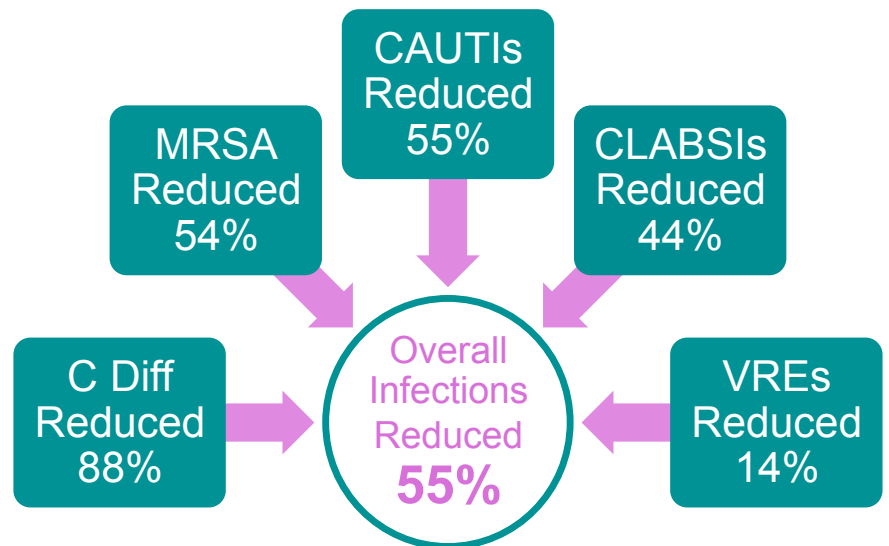 CAUTIs
Reduced
55%
MRSA
Reduced
54%
CLABSIs
Reduced
44%
C Diff
Reduced
88%
Overall
Infections
Reduced
55%
VREs
Reduced
14%